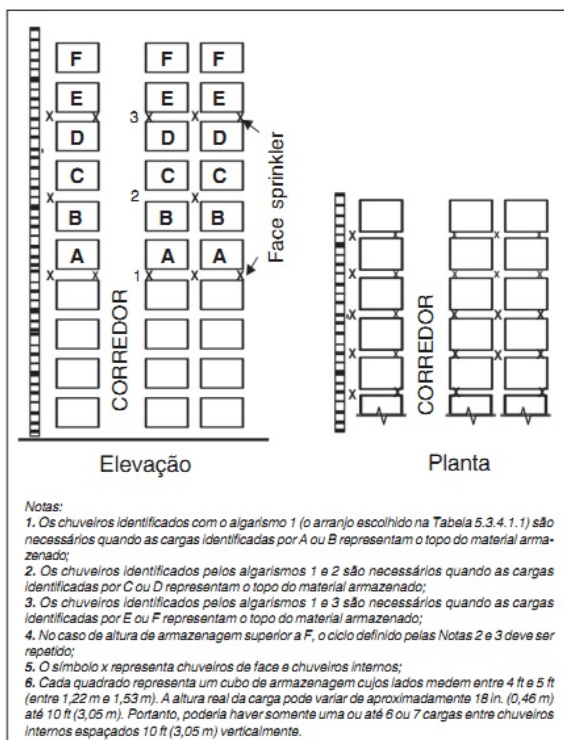 F F F
E E E
3
D D D
C C C
2
B B B
A A A
1
Face sprinkler
CORREDOR
CORREDOR
Elevação
Planta
Notas:
1. Os chuveiros identificados com o algarismo 1 (o arranjo escolhido na Tabela 5.3.4.1.1) são
necessários quando as cargas identificadas por A ou B representam o topo do material arma-
zenado;
2. Os chuveiros identificados pelos algarismos 1 e 2 são necessários quando as cargas
identificadas por C ou D representam o topo do material armazenado;
3. Os chuveiros identificados pelos algarismos 1 e 3 são necessários quando as cargas
identificadas por E ou F representam o topo do material armazenado;
4. No caso de altura de armazenagem superior a F, o ciclo definido pelas Notas 2 e 3 deve ser
repetido;
5. O símbolo x representa chuveiros de face e chuveiros internos;
6. Cada quadrado representa um cubo de armazenagem cujos lados medem entre 4 ft e 5 ft
(entre 1,22 m e 1,53 m). A altura real da carga pode variar de aproximadamente 18 in. (0,46 m)
até 10 ft (3,05 m). Portanto, poderia haver somente uma ou até 6 ou 7 cargas entre chuveiros
internos espaçados 10 ft (3,05 m) verticalmente.